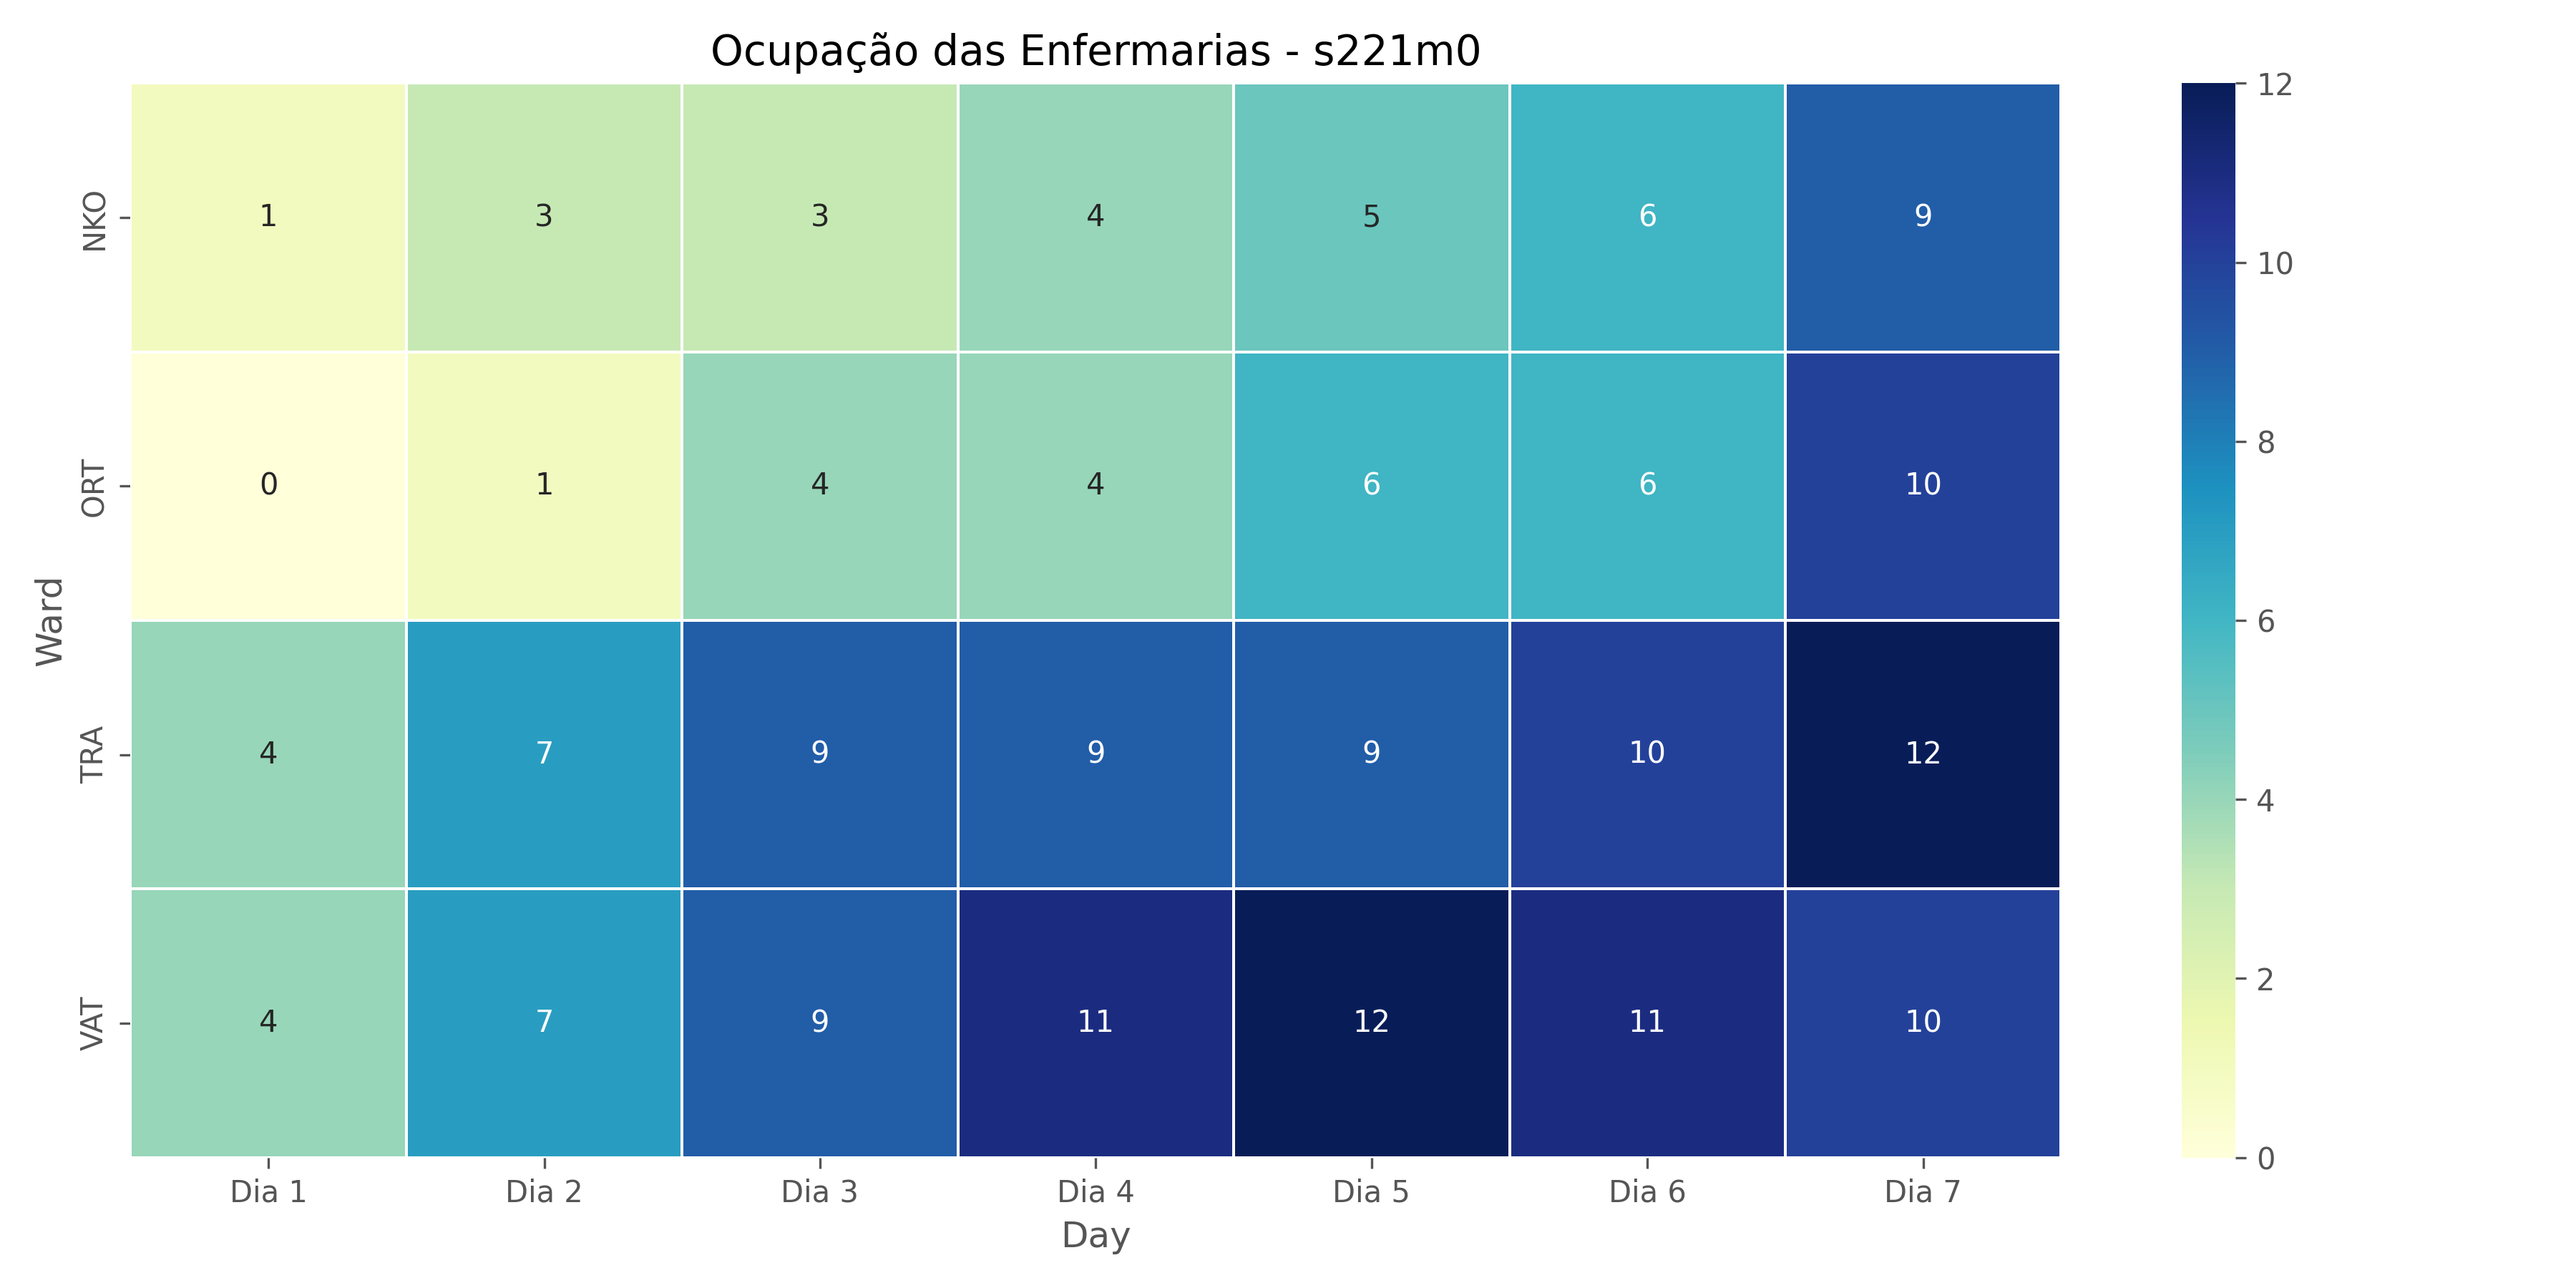 Ocupação das Enfermarias - s221m0
NKO 1 3 3 4 5 6 9
ORT 0 1 4 4 6 6 10
TRA 4 7 9 9 9 10 12
VAT 4 7 9 11 12 11 10
Ward
Dia 1 Dia 2 Dia 3 Dia 4 Dia 5 Dia 6 Dia 7
Day
12
10
8
6
4
2
0